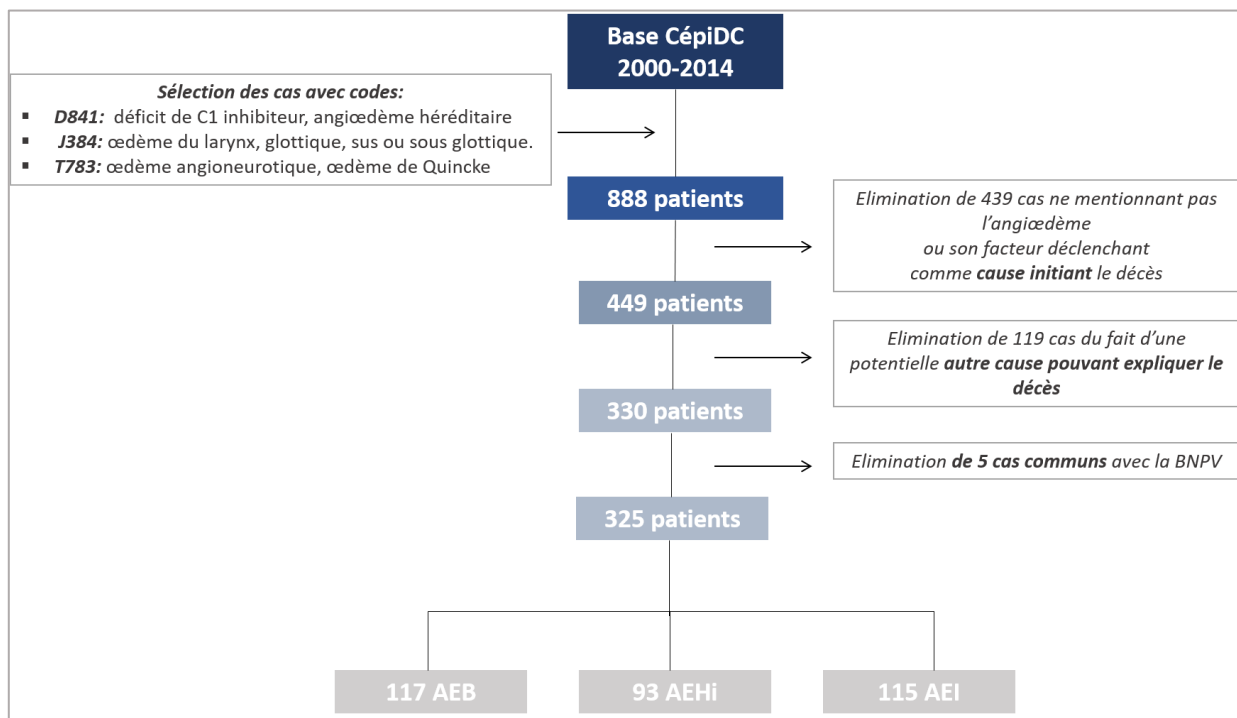 Base CépiDC
2000-2014
Sélection des cas avec codes:
▪ D841: déficit de C1 inhibiteur, angiœdème héréditaire
▪ J384: œdème du larynx, glottique, sus ou sous glottique.
▪ T783: œdème angioneurotique, œdème de Quincke
888 patients
Elimination de 439 cas ne mentionnant pas
l’angiœdème
ou son facteur déclenchant
comme cause initiant le décès
449 patients
Elimination de 119 cas du fait d’une
potentielle autre cause pouvant expliquer le
décès
330 patients
Elimination de 5 cas communs avec la BNPV
325 patients
117 AEB
93 AEHi
115 AEI